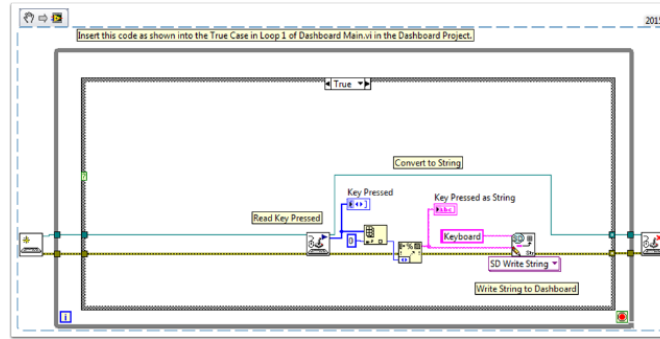 2015
Insert this code as shown into the True Case in Loop 1 of Dashboard Main.vi in the Dashboard Project.
True
Convert to String
Key Pressed
Key Pressed as String
abc
Read Key Pressed
0
Keyboard
SD Write String
Write String to Dashboard
i